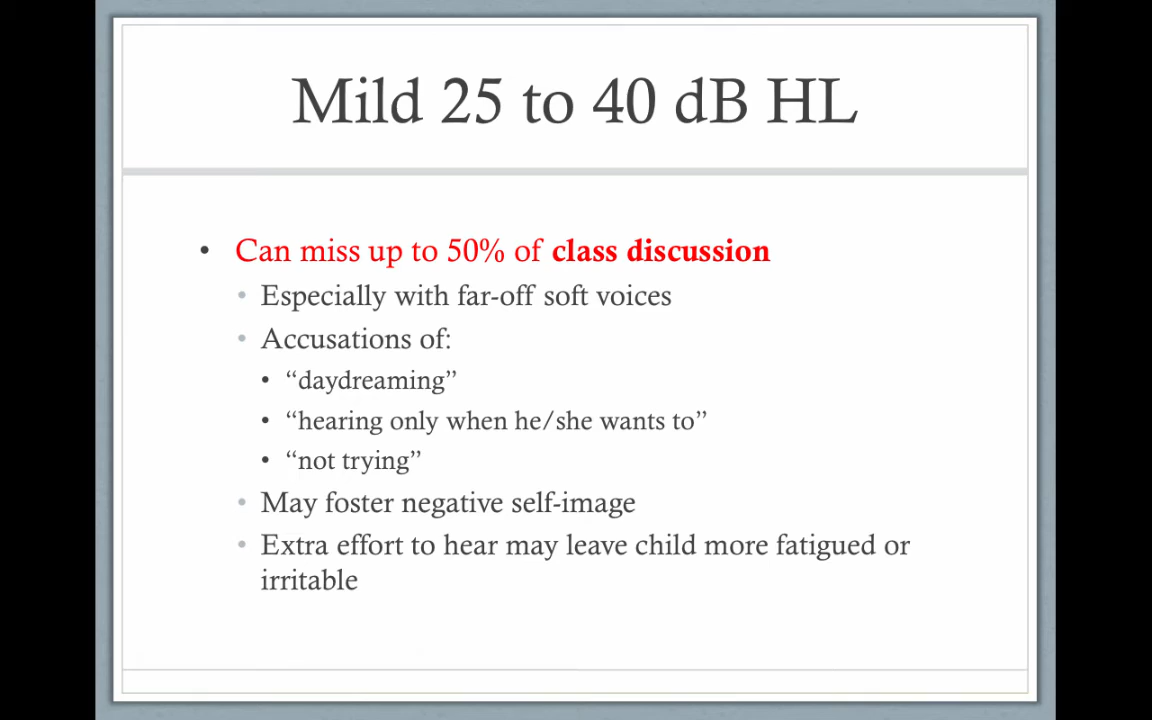 Mild 25 to 40 dB HL
• Can miss up to 50% of class discussion
• Especially with far-off soft voices
• Accusations of:
• “daydreaming”
• “hearing only when he/she wants to”
• “not trying”
• May foster negative self-image
• Extra effort to hear may leave child more fatigued or
irritable